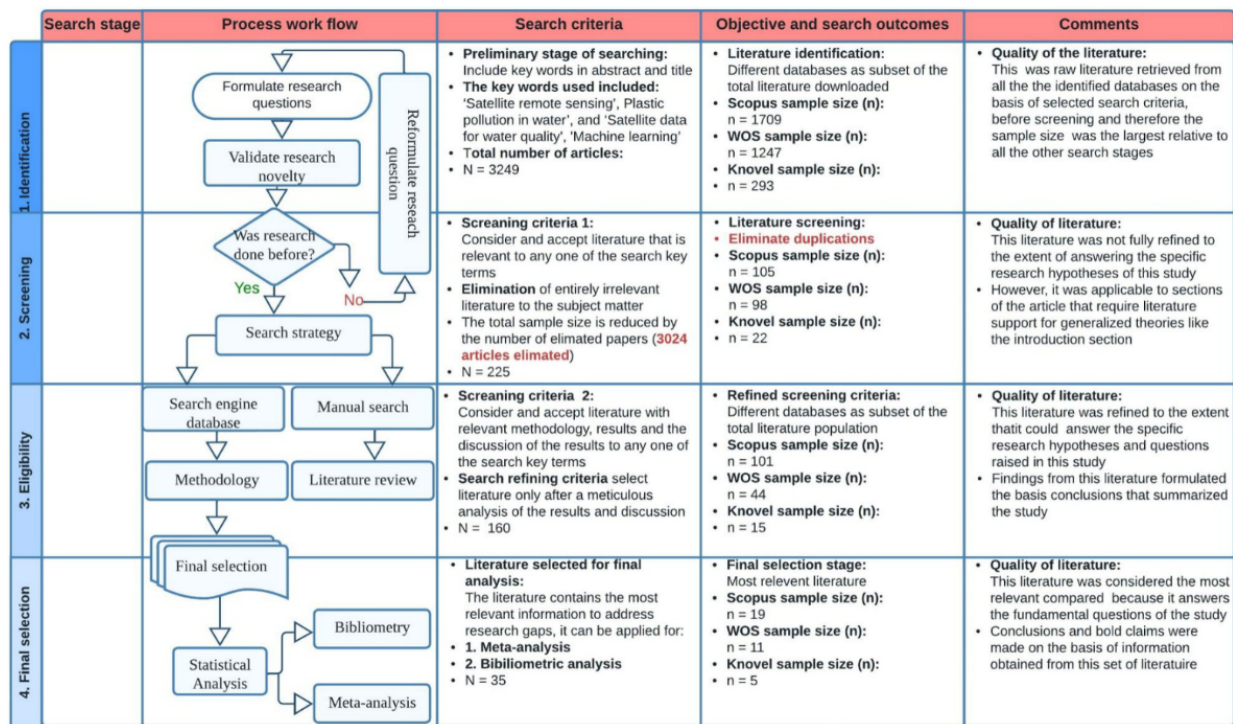 Search stage
Process work flow
Search criteria
Objective and search outcomes
Comments
1. Identification
Formulate research
questions
Validate research
novelty
Reformulate reseach
question
• Preliminary stage of searching:
Include key words in abstract and title
• The key words used included:
'Satellite remote sensing', Plastic
pollution in water', and 'Satellite data
for water quality', 'Machine learning'
• Total number of articles:
• N = 3249
• Literature identification:
Different databases as subset of the
total literature downloaded
• Scopus sample size (n):
n = 1709
• WOS sample size (n):
• n = 1247
• Knovel sample size (n):
• n = 293
• Quality of the literature:
This was raw literature retrieved from
all the the identified databases on the
basis of selected search criteria,
before screening and therefore the
sample size was the largest relative to
all the other search stages
2. Screening
Was research
done before?
Yes
No
Search strategy
• Screaning criteria 1:
Consider and accept literature that is
relevant to any one of the search key
terms
• Elimination of entirely irrelevant
literature to the subject matter
• The total sample size is reduced by
the number of elimated papers (3024
articles elimated)
• N = 225
• Literature screening:
• Eliminate duplications
• Scopus sample size (n):
n = 105
• WOS sample size (n):
n = 98
• Knovel sample size (n):
• n = 22
• Quality of literature:
This literature was not fully refined to
the extent of answering the specific
research hypotheses of this study
• However, it was applicable to sections
of the article that require literature
support for generalized theories like
the introduction section
3. Eligibility
Search engine
database
Manual search
Methodology
Literature review
• Screaning criteria 2:
Consider and accept literature with
relevant methodology, results and the
discussion of the results to any one of
the search key terms
• Search refining criteria select
literature only after a meticulous
analysis of the results and discussion
• N = 160
• Refined screening criteria:
Different databases as subset of the
total literature population
• Scopus sample size (n):
n = 101
• WOS sample size (n):
n = 44
• Knovel sample size (n):
• n = 15
• Quality of literature:
This literature was refined to the extent
thatit could answer the specific
research hypotheses and questions
raised in this study
• Findings from this literature formulated
the basis conclusions that summarized
the study
4. Final selection
Final selection
Statistical
Analysis
Bibliometry
Meta-analysis
• Literature selected for final
analysis:
The literature contains the most
relevant information to address
research gaps, it can be applied for:
• 1. Meta-analysis
• 2. Bibiliometric analysis
• N = 35
• Final selection stage:
Most relevent literature
• Scopus sample size (n):
n = 19
• WOS sample size (n):
n = 11
• Knovel sample size (n):
• n = 5
• Quality of literature:
This literature was considered the most
relevant compared because it answers
the fundamental questions of the study
• Conclusions and bold claims were
made on the basis of information
obtained from this set of literatuire